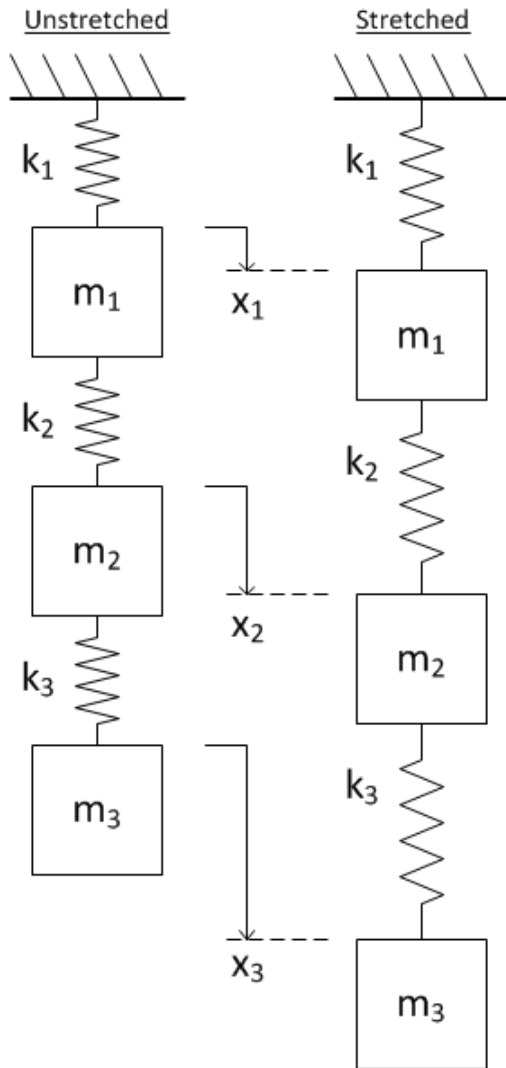 Unstretched
Stretched
k₁
k₁
m₁
x₁
m₁
k₂
k₂
m₂
x₂
m₂
k₃
k₃
m₃
x₃
m₃